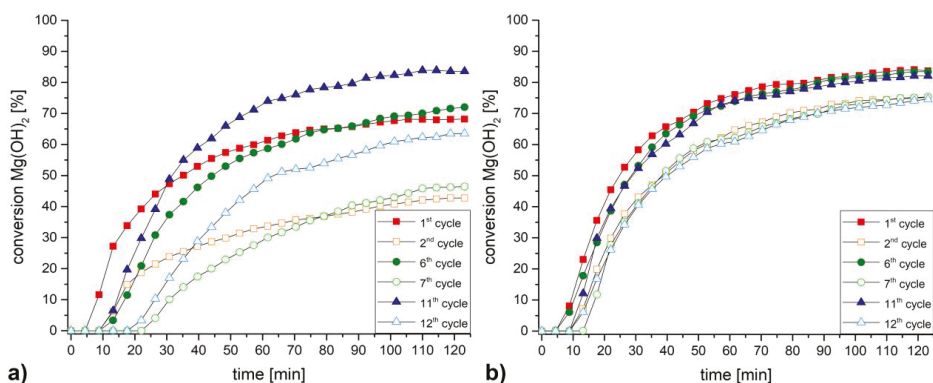 100
90
80
70
60
50
40
30
20
10
0
conversion Mg(OH)₂ [%]
1st cycle
2nd cycle
6th cycle
7th cycle
11th cycle
12th cycle
0 10 20 30 40 50 60 70 80 90 100 110 120
time [min]
a)
100
90
80
70
60
50
40
30
20
10
0
conversion Mg(OH)₂ [%]
1st cycle
2nd cycle
6th cycle
7th cycle
11th cycle
12th cycle
0 10 20 30 40 50 60 70 80 90 100 110 120
time [min]
b)